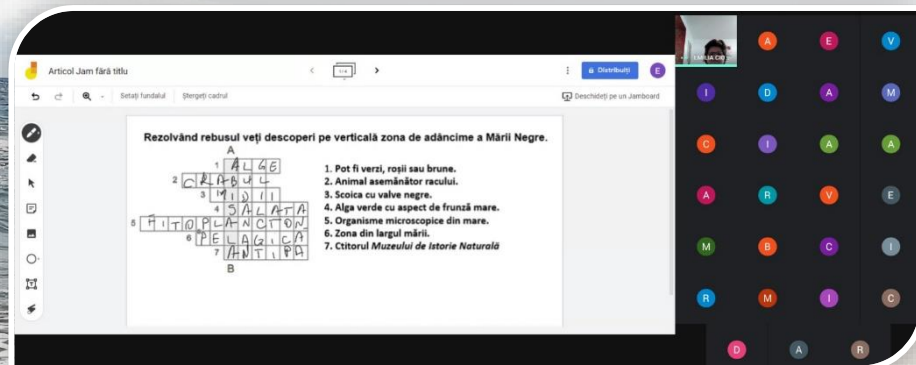 Articol Jam fără titlu
1/1
Distribuiți
E
Setați fundalul
Ștergeți cadrul
Deschideți pe un Jamboard
Rezolvând rebusul veți descoperi pe verticală zona de adâncime a Mării Negre.
A
1 ALGE
2 CRABUL
3 MIDII
4 SALATA
5 FITOPLANCTON
6 PELAGICA
7 ANTIPA
B
1. Pot fi verzi, roșii sau brune.
2. Animal asemănător racului.
3. Scoica cu valve negre.
4. Alga verde cu aspect de frunză mare.
5. Organisme microscopice din mare.
6. Zona din largul mării.
7. Ctitorul Muzeului de Istorie Naturală
A E V
I D A M
C I A A
A R V E
M B C I
R M I C
D A R